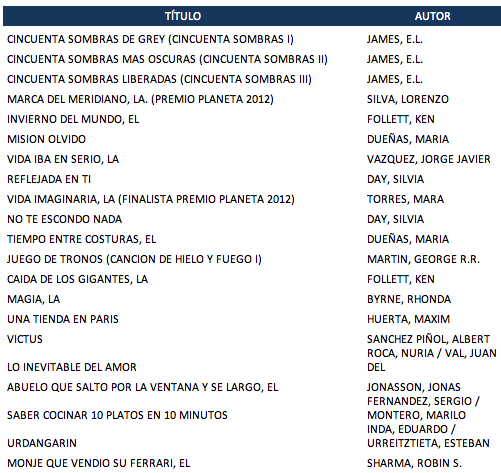 TÍTULO AUTOR
CINCUENTA SOMBRAS DE GREY (CINCUENTA SOMBRAS I) JAMES, E.L.
CINCUENTA SOMBRAS MAS OSCURAS (CINCUENTA SOMBRAS II) JAMES, E.L.
CINCUENTA SOMBRAS LIBERADAS (CINCUENTA SOMBRAS III) JAMES, E.L.
MARCA DEL MERIDIANO, LA. (PREMIO PLANETA 2012) SILVA, LORENZO
INVIERNO DEL MUNDO, EL FOLLETT, KEN
MISION OLVIDO DUEÑAS, MARIA
VIDA IBA EN SERIO, LA VAZQUEZ, JORGE JAVIER
REFLEJADA EN TI DAY, SILVIA
VIDA IMAGINARIA, LA (FINALISTA PREMIO PLANETA 2012) TORRES, MARA
NO TE ESCONDO NADA DAY, SILVIA
TIEMPO ENTRE COSTURAS, EL DUEÑAS, MARIA
JUEGO DE TRONOS (CANCION DE HIELO Y FUEGO I) MARTIN, GEORGE R.R.
CAIDA DE LOS GIGANTES, LA FOLLETT, KEN
MAGIA, LA BYRNE, RHONDA
UNA TIENDA EN PARIS HUERTA, MAXIM
VICTUS SANCHEZ PIÑOL, ALBERT
ROCA, NURIA / VAL, JUAN
LO INEVITABLE DEL AMOR DEL
ABUELO QUE SALTO POR LA VENTANA Y SE LARGO, EL JONASSON, JONAS
FERNANDEZ, SERGIO /
SABER COCINAR 10 PLATOS EN 10 MINUTOS MONTERO, MARILO
INDA, EDUARDO /
URDANGARIN URREITZTIETA, ESTEBAN
MONJE QUE VENDIO SU FERRARI, EL SHARMA, ROBIN S.